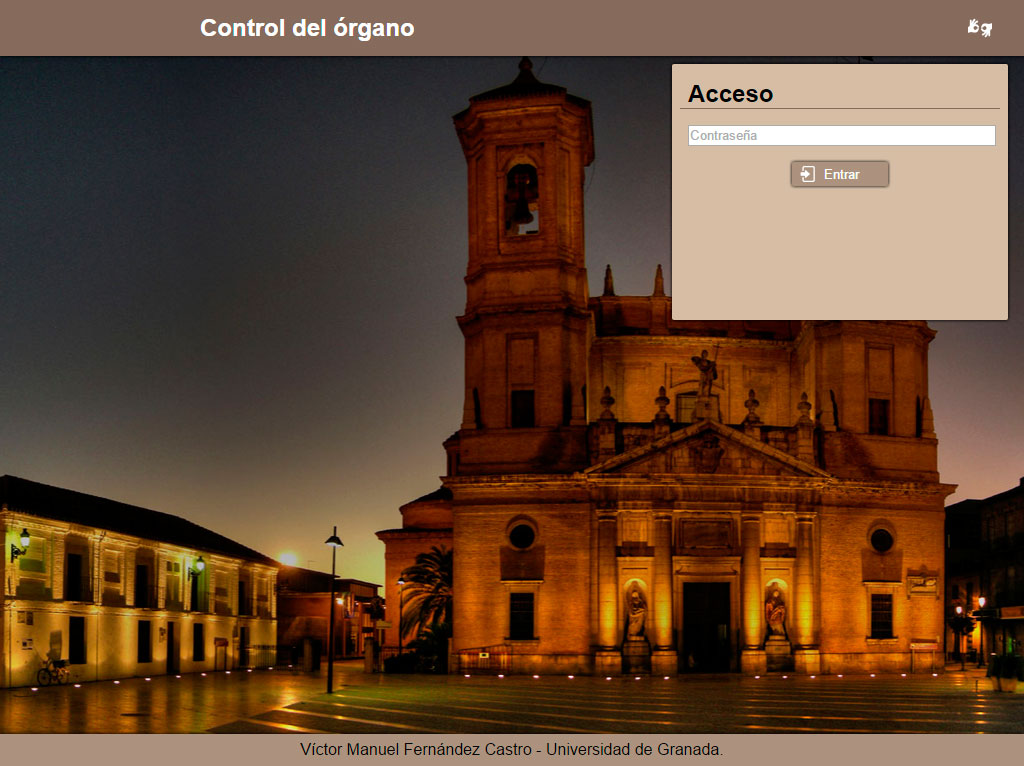 Control del órgano
Acceso
Contraseña
Entrar
Víctor Manuel Fernández Castro - Universidad de Granada.